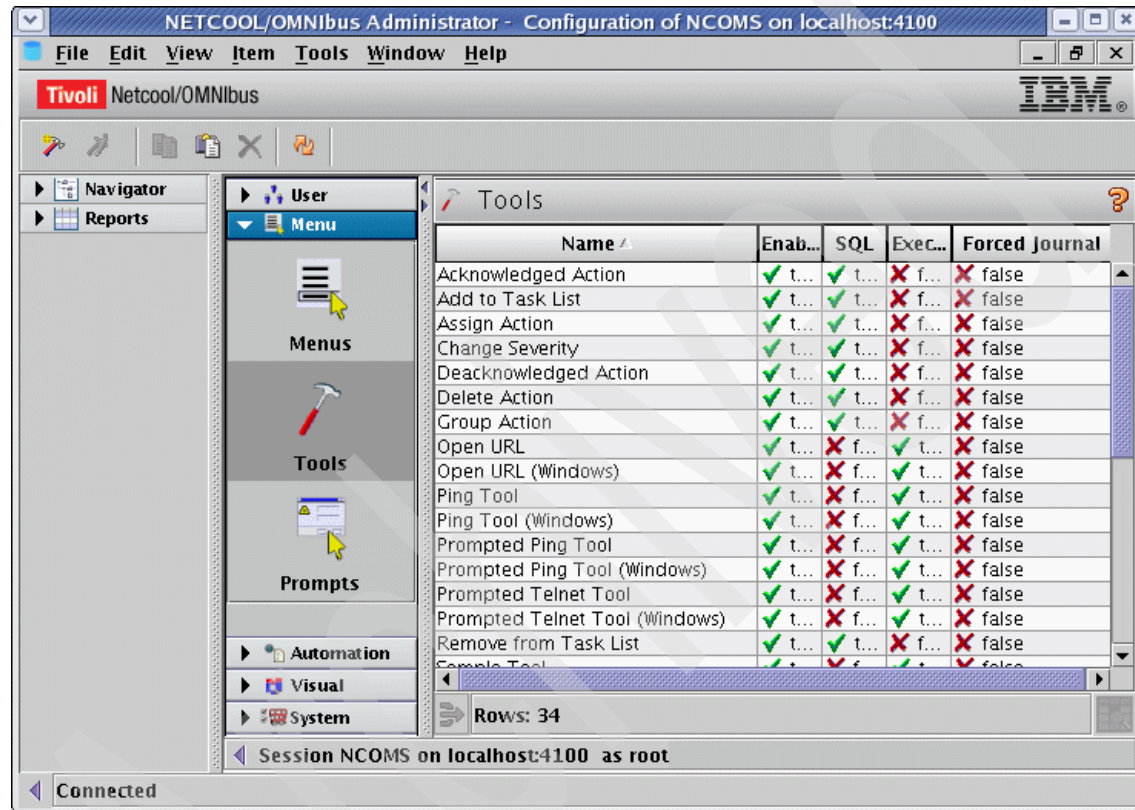 NETCOOL/OMNIbus Administrator - Configuration of NCOMS on localhost:4100
File Edit View Item Tools Window Help
Tivoli Netcool/OMNIbus
IBM®
Navigator
Reports
User
Menu
Menus
Tools
Prompts
Automation
Visual
System
Tools
Name Enab... SQL Exec... Forced Journal
Acknowledged Action t... t... f... false
Add to Task List t... t... f... false
Assign Action t... t... f... false
Change Severity t... t... f... false
Deacknowledged Action t... t... f... false
Delete Action t... t... f... false
Group Action t... t... f... false
Open URL t... f... t... false
Open URL (Windows) t... f... t... false
Ping Tool t... f... t... false
Ping Tool (Windows) t... f... t... false
Prompted Ping Tool t... f... t... false
Prompted Ping Tool (Windows) t... f... t... false
Prompted Telnet Tool t... f... t... false
Prompted Telnet Tool (Windows) t... f... t... false
Remove from Task List t... t... f... false
Sample Tool t... f... t... false
Rows: 34
Session NCOMS on localhost:4100 as root
Connected